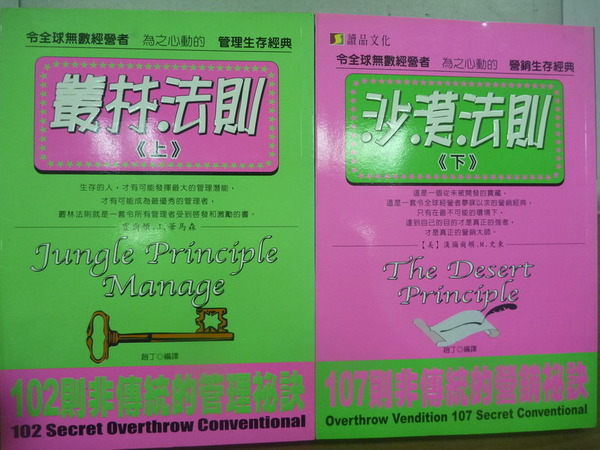 令全球無數經營者 為之心動的 管理生存經典
叢林法則
《上》
生存的人,才有可能發揮最大的管理潛能,
才有可能成為最優秀的管理者。
叢林法則就是一套令所有管理者受到啓發和激勵的書。
Jungle Principle
Manage
趙丁◎編譯
102則非傳統的管理祕訣
102 Secret Overthrow Conventional
讀品文化
令全球無數經營者 為之心動的 營銷生存經典
沙漠法則
《下》
這是一個從未被開發的寶藏,
這是一套令全球經營者夢寐以求的營銷經典,
只有在最不可能的環境下,
達到自己的目的才是真正的強者,
才是真正的營銷大師。
The Desert
Principle
趙丁◎編譯
107則非傳統的營銷祕訣
Overthrow Vendition 107 Secret Conventional